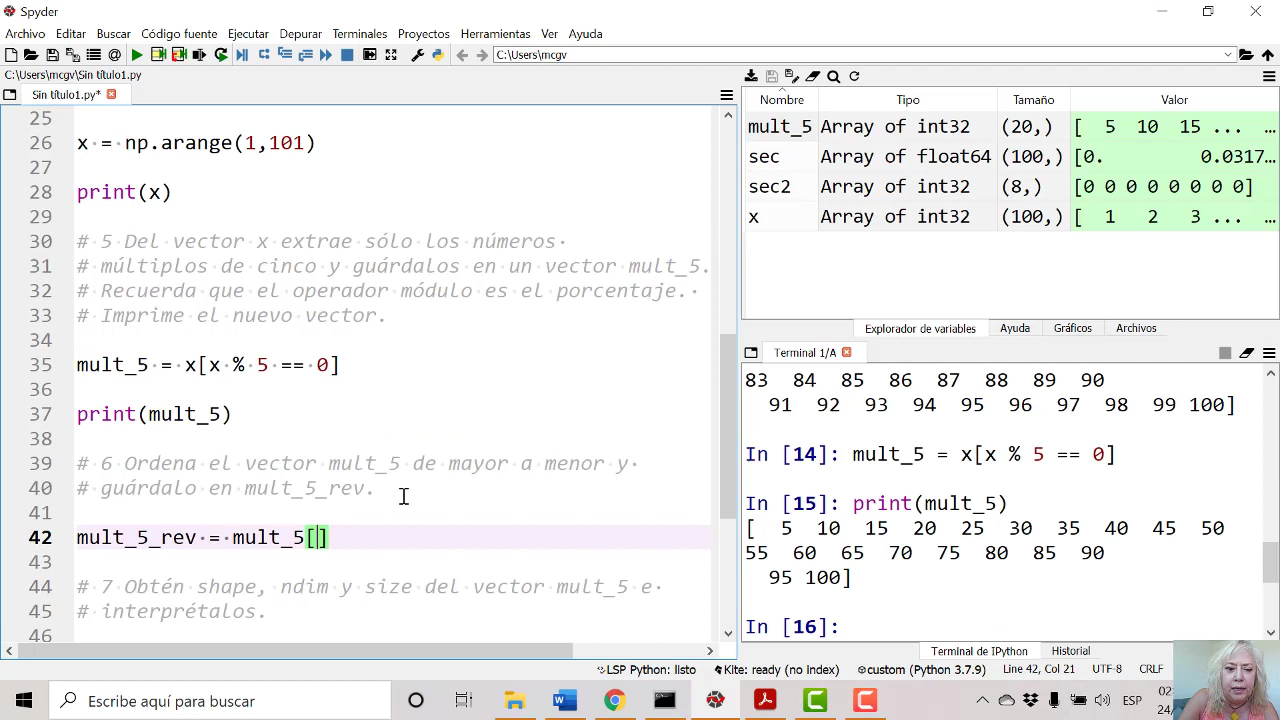 Spyder
Archivo Editar Buscar Código fuente Ejecutar Depurar Terminales Proyectos Herramientas Ver Ayuda
C:\Users\mcgv
C:\Users\mcgv\Sin título1.py
Sin título1.py*
25
26 x = np.arange(1,101)
27
28 print(x)
29
30 # 5 Del vector x extrae sólo los números
31 # múltiplos de cinco y guárdalos en un vector mult_5.
32 # Recuerda que el operador módulo es el porcentaje.
33 # Imprime el nuevo vector.
34
35 mult_5 = x[x % 5 == 0]
36
37 print(mult_5)
38
39 # 6 Ordena el vector mult_5 de mayor a menor y
40 # guárdalo en mult_5_rev.
41
42 mult_5_rev = mult_5[]
43
44 # 7 Obtén shape, ndim y size del vector mult_5 e
45 # interprétalos.
46
Nombre Tipo Tamaño Valor
mult_5 Array of int32 (20,) [ 5 10 15 ... …
sec Array of float64 (100,) [0. 0.0317…
sec2 Array of int32 (8,) [0 0 0 0 0 0 0 0]
x Array of int32 (100,) [ 1 2 3 ... …
Explorador de variables Ayuda Gráficos Archivos
Terminal 1/A
83 84 85 86 87 88 89 90
91 92 93 94 95 96 97 98 99 100]
In [14]: mult_5 = x[x % 5 == 0]
In [15]: print(mult_5)
[ 5 10 15 20 25 30 35 40 45 50
55 60 65 70 75 80 85 90
95 100]
In [16]:
Terminal de IPython Historial
LSP Python: listo Kite: ready (no index) custom (Python 3.7.9) Line 42, Col 21 UTF-8 CRLF
Escribe aquí para buscar
ESP
02
24/